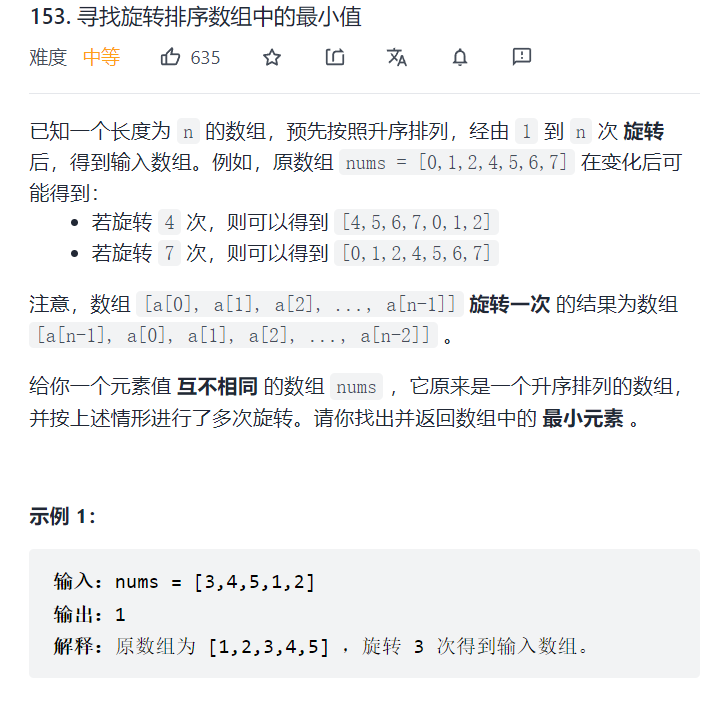 153. 寻找旋转排序数组中的最小值
难度 中等 635
已知一个长度为 n 的数组，预先按照升序排列，经由 1 到 n 次 旋转
后，得到输入数组。例如，原数组 nums = [0,1,2,4,5,6,7] 在变化后可
能得到：
• 若旋转 4 次，则可以得到 [4,5,6,7,0,1,2]
• 若旋转 7 次，则可以得到 [0,1,2,4,5,6,7]
注意，数组 [a[0], a[1], a[2], ..., a[n-1]] 旋转一次 的结果为数组
[a[n-1], a[0], a[1], a[2], ..., a[n-2]] 。
给你一个元素值 互不相同 的数组 nums ，它原来是一个升序排列的数组，
并按上述情形进行了多次旋转。请你找出并返回数组中的 最小元素 。
示例 1：
输入：nums = [3,4,5,1,2]
输出：1
解释：原数组为 [1,2,3,4,5] ，旋转 3 次得到输入数组。